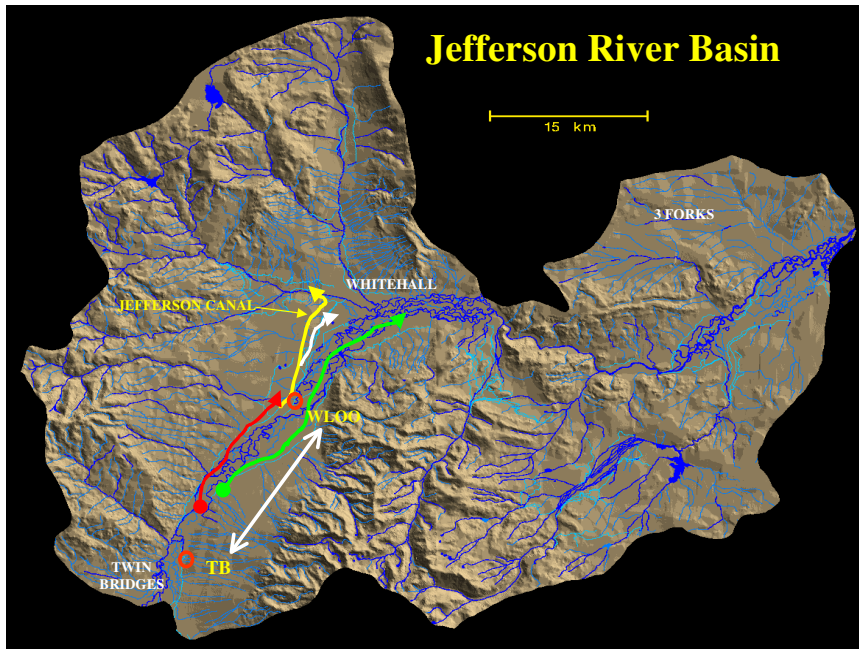 Jefferson River Basin
15 km
3 FORKS
WHITEHALL
JEFFERSON CANAL
WLOO
TWIN
BRIDGES
TB